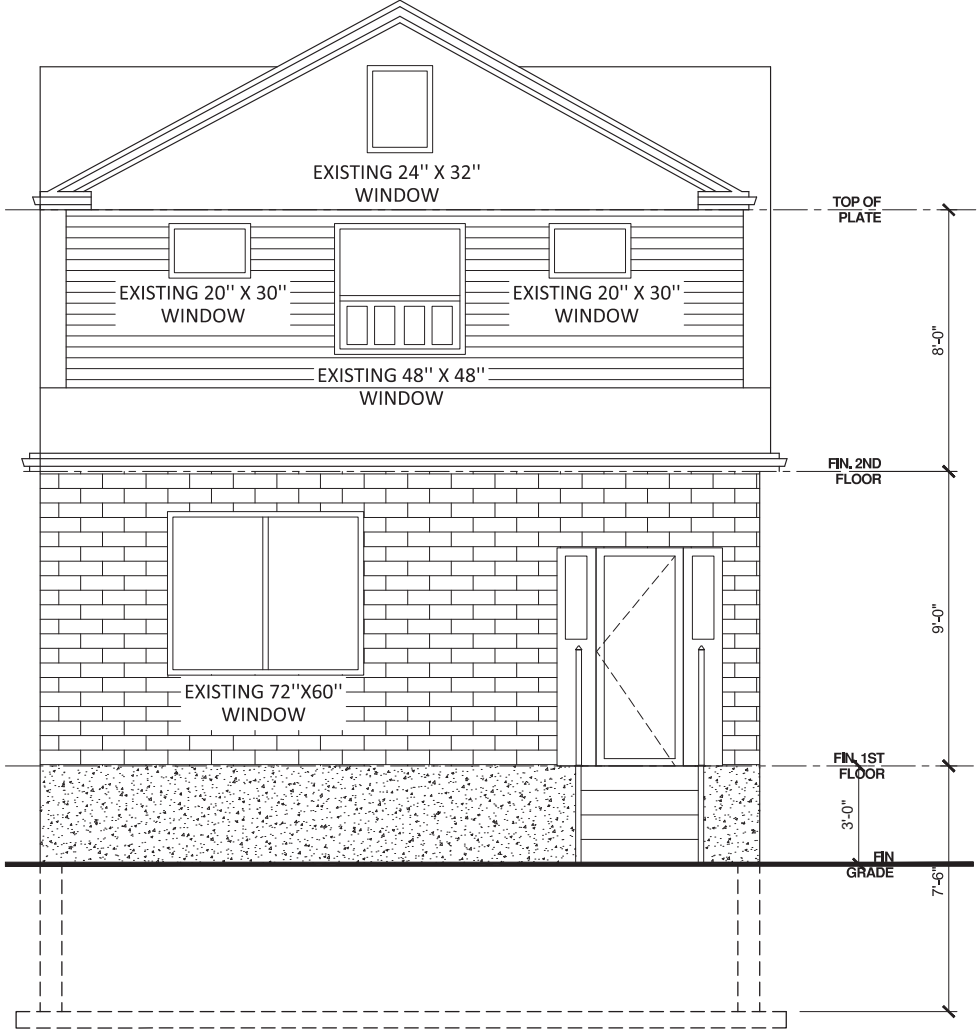 EXISTING 24" X 32"
WINDOW
TOP OF
PLATE
EXISTING 20" X 30"
WINDOW
EXISTING 20" X 30"
WINDOW
8'-0"
EXISTING 48" X 48"
WINDOW
FIN. 2ND
FLOOR
9'-0"
EXISTING 72"X60"
WINDOW
FIN. 1ST
FLOOR
3'-0"
FIN
GRADE
7'-6"